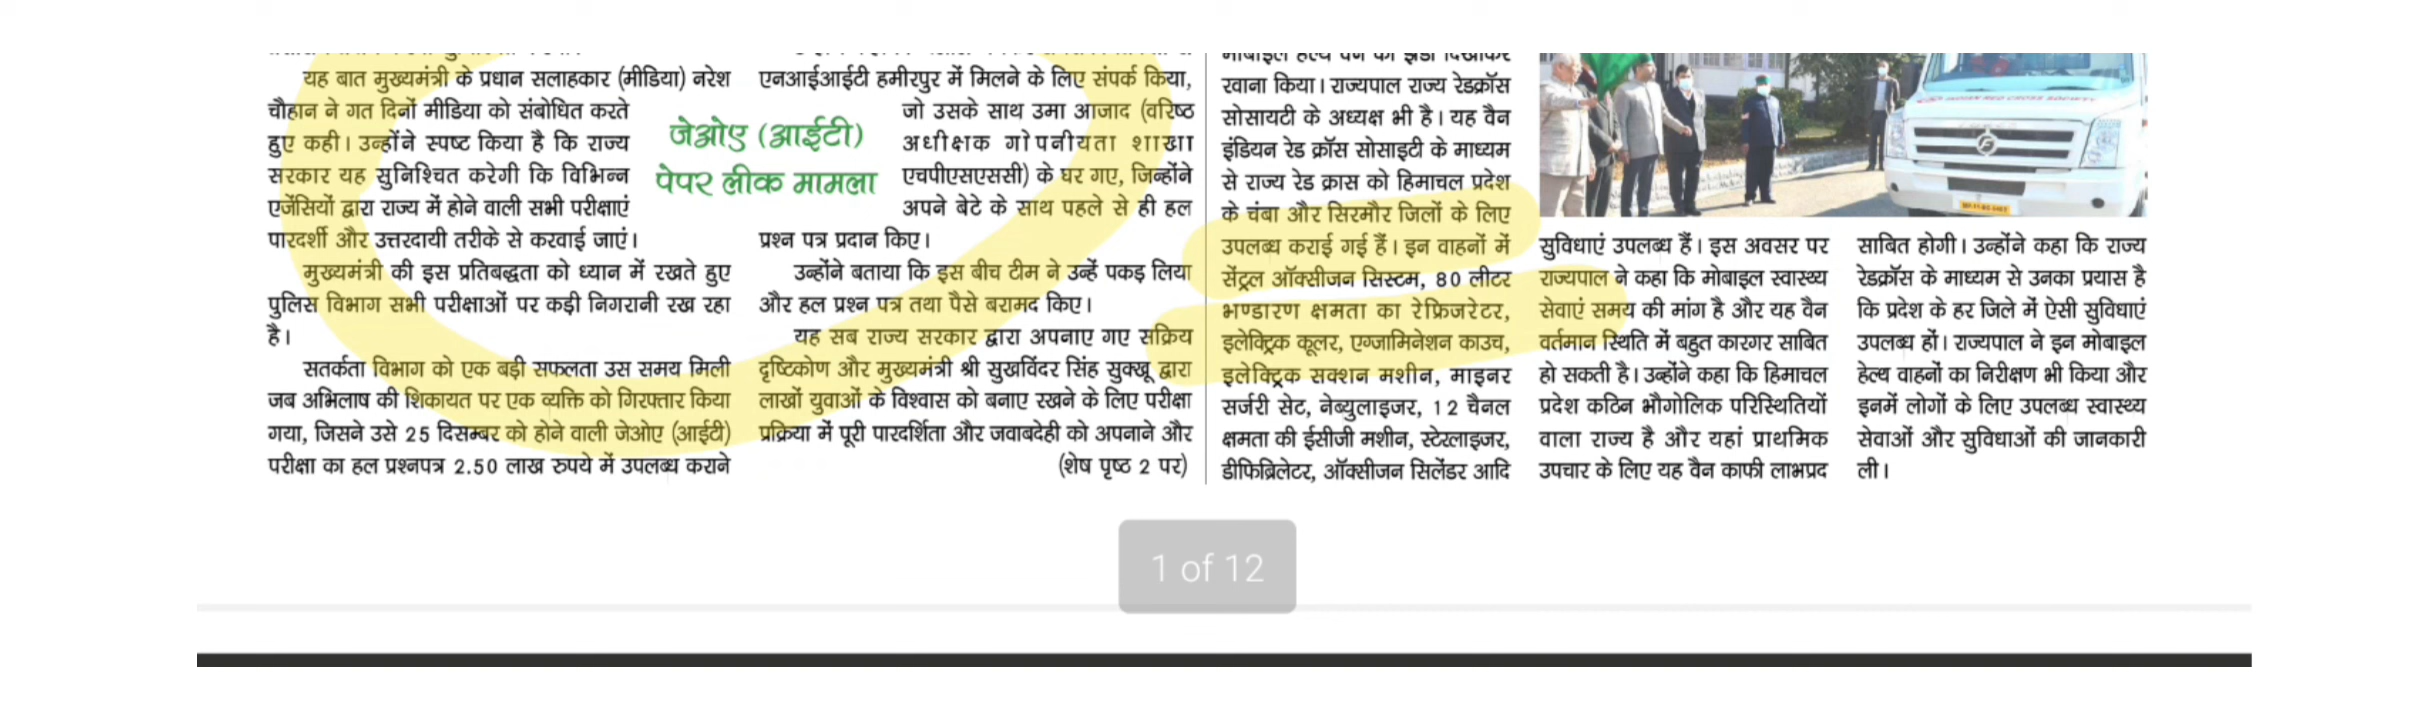 यह बात मुख्यमंत्री के प्रधान सलाहकार (मीडिया) नरेश
चौहान ने गत दिनों मीडिया को संबोधित करते
हुए कही। उन्होंने स्पष्ट किया है कि राज्य
सरकार यह सुनिश्चित करेगी कि विभिन्न
एजेंसियों द्वारा राज्य में होने वाली सभी परीक्षाएं
पारदर्शी और उत्तरदायी तरीके से करवाई जाएं।
मुख्यमंत्री की इस प्रतिबद्धता को ध्यान में रखते हुए
पुलिस विभाग सभी परीक्षाओं पर कड़ी निगरानी रख रहा
है।
सतर्कता विभाग को एक बड़ी सफलता उस समय मिली
जब अभिलाष की शिकायत पर एक व्यक्ति को गिरफ्तार किया
गया, जिसने उसे 25 दिसम्बर को होने वाली जेओए (आईटी)
परीक्षा का हल प्रश्नपत्र 2.50 लाख रुपये में उपलब्ध कराने
जेओए (आईटी)
पेपर लीक मामला
एनआईआईटी हमीरपुर में मिलने के लिए संपर्क किया,
जो उसके साथ उमा आजाद (वरिष्ठ
अधीक्षक गोपनीयता शाखा
एचपीएसएससी) के घर गए, जिन्होंने
अपने बेटे के साथ पहले से ही हल
प्रश्न पत्र प्रदान किए।
उन्होंने बताया कि इस बीच टीम ने उन्हें पकड़ लिया
और हल प्रश्न पत्र तथा पैसे बरामद किए।
यह सब राज्य सरकार द्वारा अपनाए गए सक्रिय
दृष्टिकोण और मुख्यमंत्री श्री सुखविंदर सिंह सुक्खू द्वारा
लाखों युवाओं के विश्वास को बनाए रखने के लिए परीक्षा
प्रक्रिया में पूरी पारदर्शिता और जवाबदेही को अपनाने और
(शेष पृष्ठ 2 पर)
मोबाइल हेल्थ वैन को झंडी दिखाकर
रवाना किया। राज्यपाल राज्य रेडक्रॉस
सोसायटी के अध्यक्ष भी है। यह वैन
इंडियन रेड क्रॉस सोसाइटी के माध्यम
से राज्य रेड क्रास को हिमाचल प्रदेश
के चंबा और सिरमौर जिलों के लिए
उपलब्ध कराई गई हैं। इन वाहनों में
सेंट्रल ऑक्सीजन सिस्टम, 80 लीटर
भण्डारण क्षमता का रेफ्रिजरेटर,
इलेक्ट्रिक कूलर, एग्जामिनेशन काउच,
इलेक्ट्रिक सक्शन मशीन, माइनर
सर्जरी सेट, नेब्युलाइजर, 12 चैनल
क्षमता की ईसीजी मशीन, स्टेरलाइजर,
डीफिब्रिलेटर, ऑक्सीजन सिलेंडर आदि
सुविधाएं उपलब्ध हैं। इस अवसर पर
राज्यपाल ने कहा कि मोबाइल स्वास्थ्य
सेवाएं समय की मांग है और यह वैन
वर्तमान स्थिति में बहुत कारगर साबित
हो सकती है। उन्होंने कहा कि हिमाचल
प्रदेश कठिन भौगोलिक परिस्थितियों
वाला राज्य है और यहां प्राथमिक
उपचार के लिए यह वैन काफी लाभप्रद
साबित होगी। उन्होंने कहा कि राज्य
रेडक्रॉस के माध्यम से उनका प्रयास है
कि प्रदेश के हर जिले में ऐसी सुविधाएं
उपलब्ध हों। राज्यपाल ने इन मोबाइल
हेल्थ वाहनों का निरीक्षण भी किया और
इनमें लोगों के लिए उपलब्ध स्वास्थ्य
सेवाओं और सुविधाओं की जानकारी
ली।
1 of 12